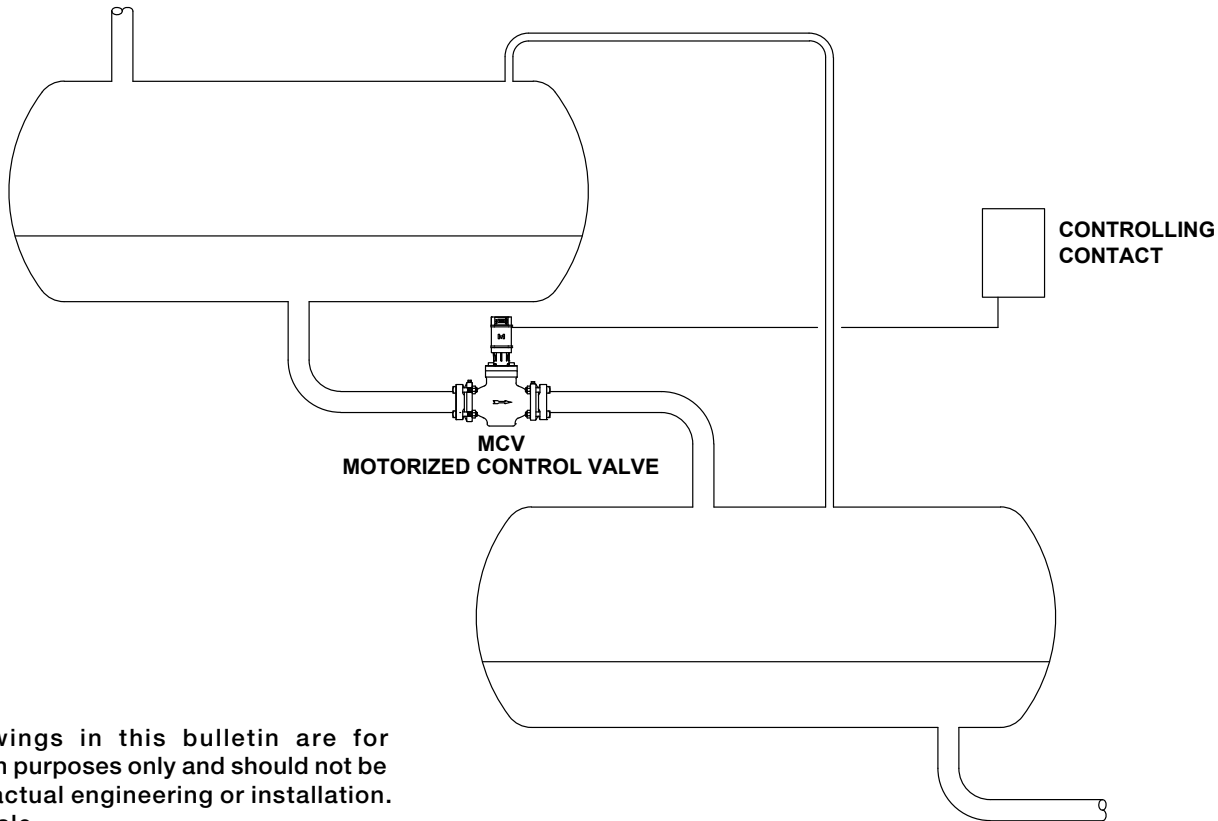 CONTROLLING
CONTACT
M
MCV
MOTORIZED CONTROL VALVE
wings in this bulletin are for
n purposes only and should not be
actual engineering or installation.